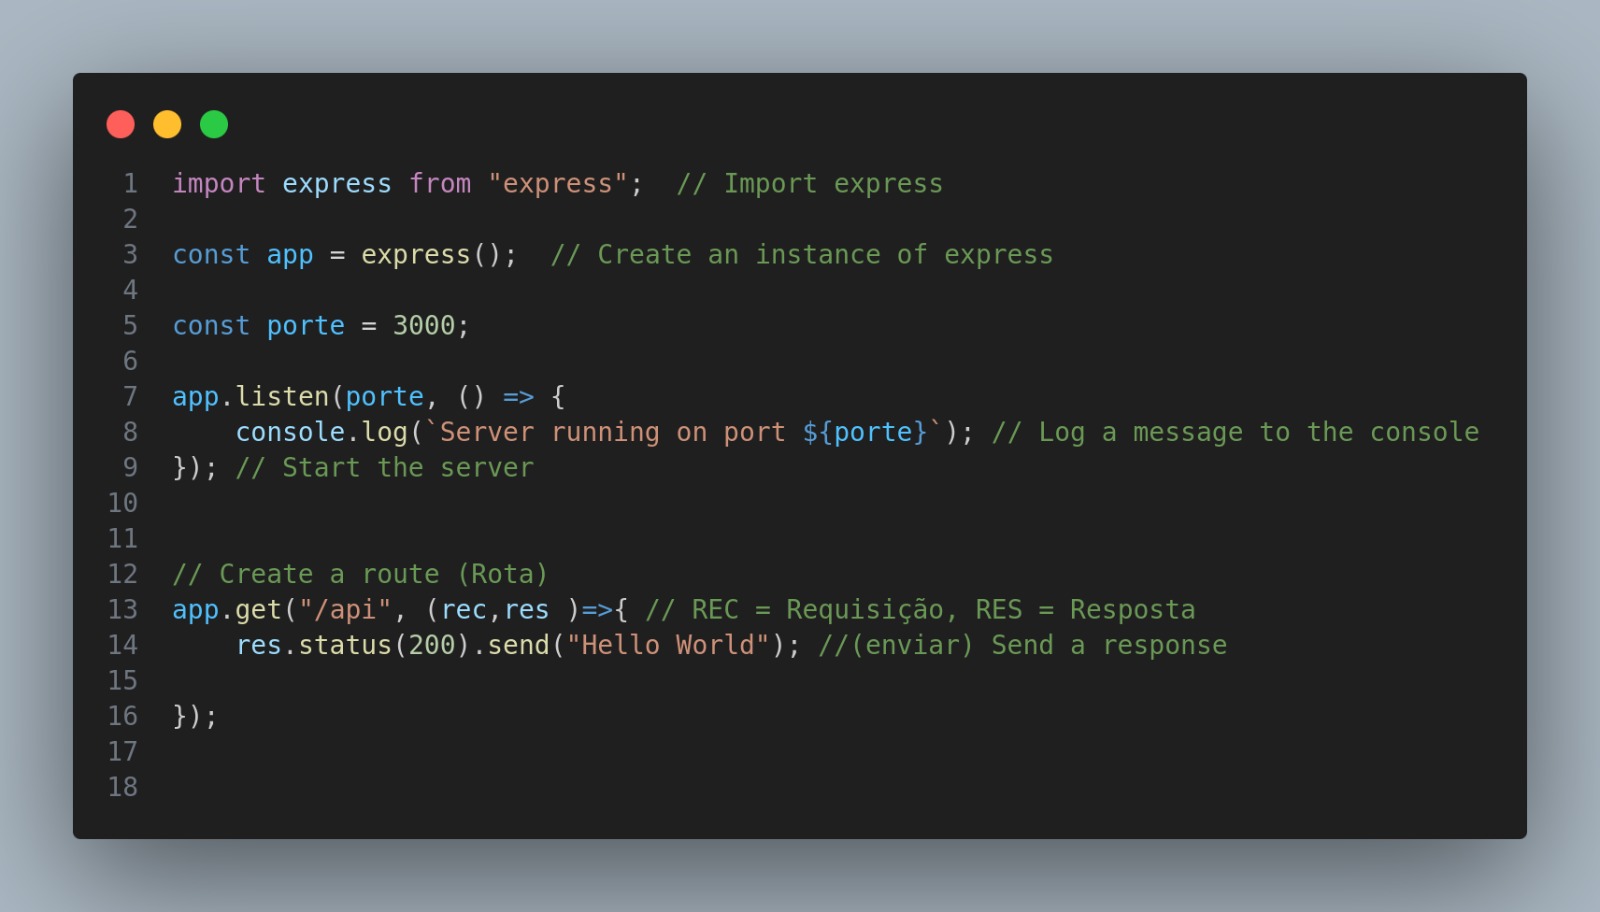 1 import express from "express";  // Import express
2
3 const app = express();  // Create an instance of express
4
5 const porte = 3000;
6
7 app.listen(porte, () => {
8     console.log(`Server running on port ${porte}`); // Log a message to the console
9 }); // Start the server
10
11
12 // Create a route (Rota)
13 app.get("/api", (rec,res )=>{ // REC = Requisição, RES = Resposta
14     res.status(200).send("Hello World"); //(enviar) Send a response
15
16 });
17
18